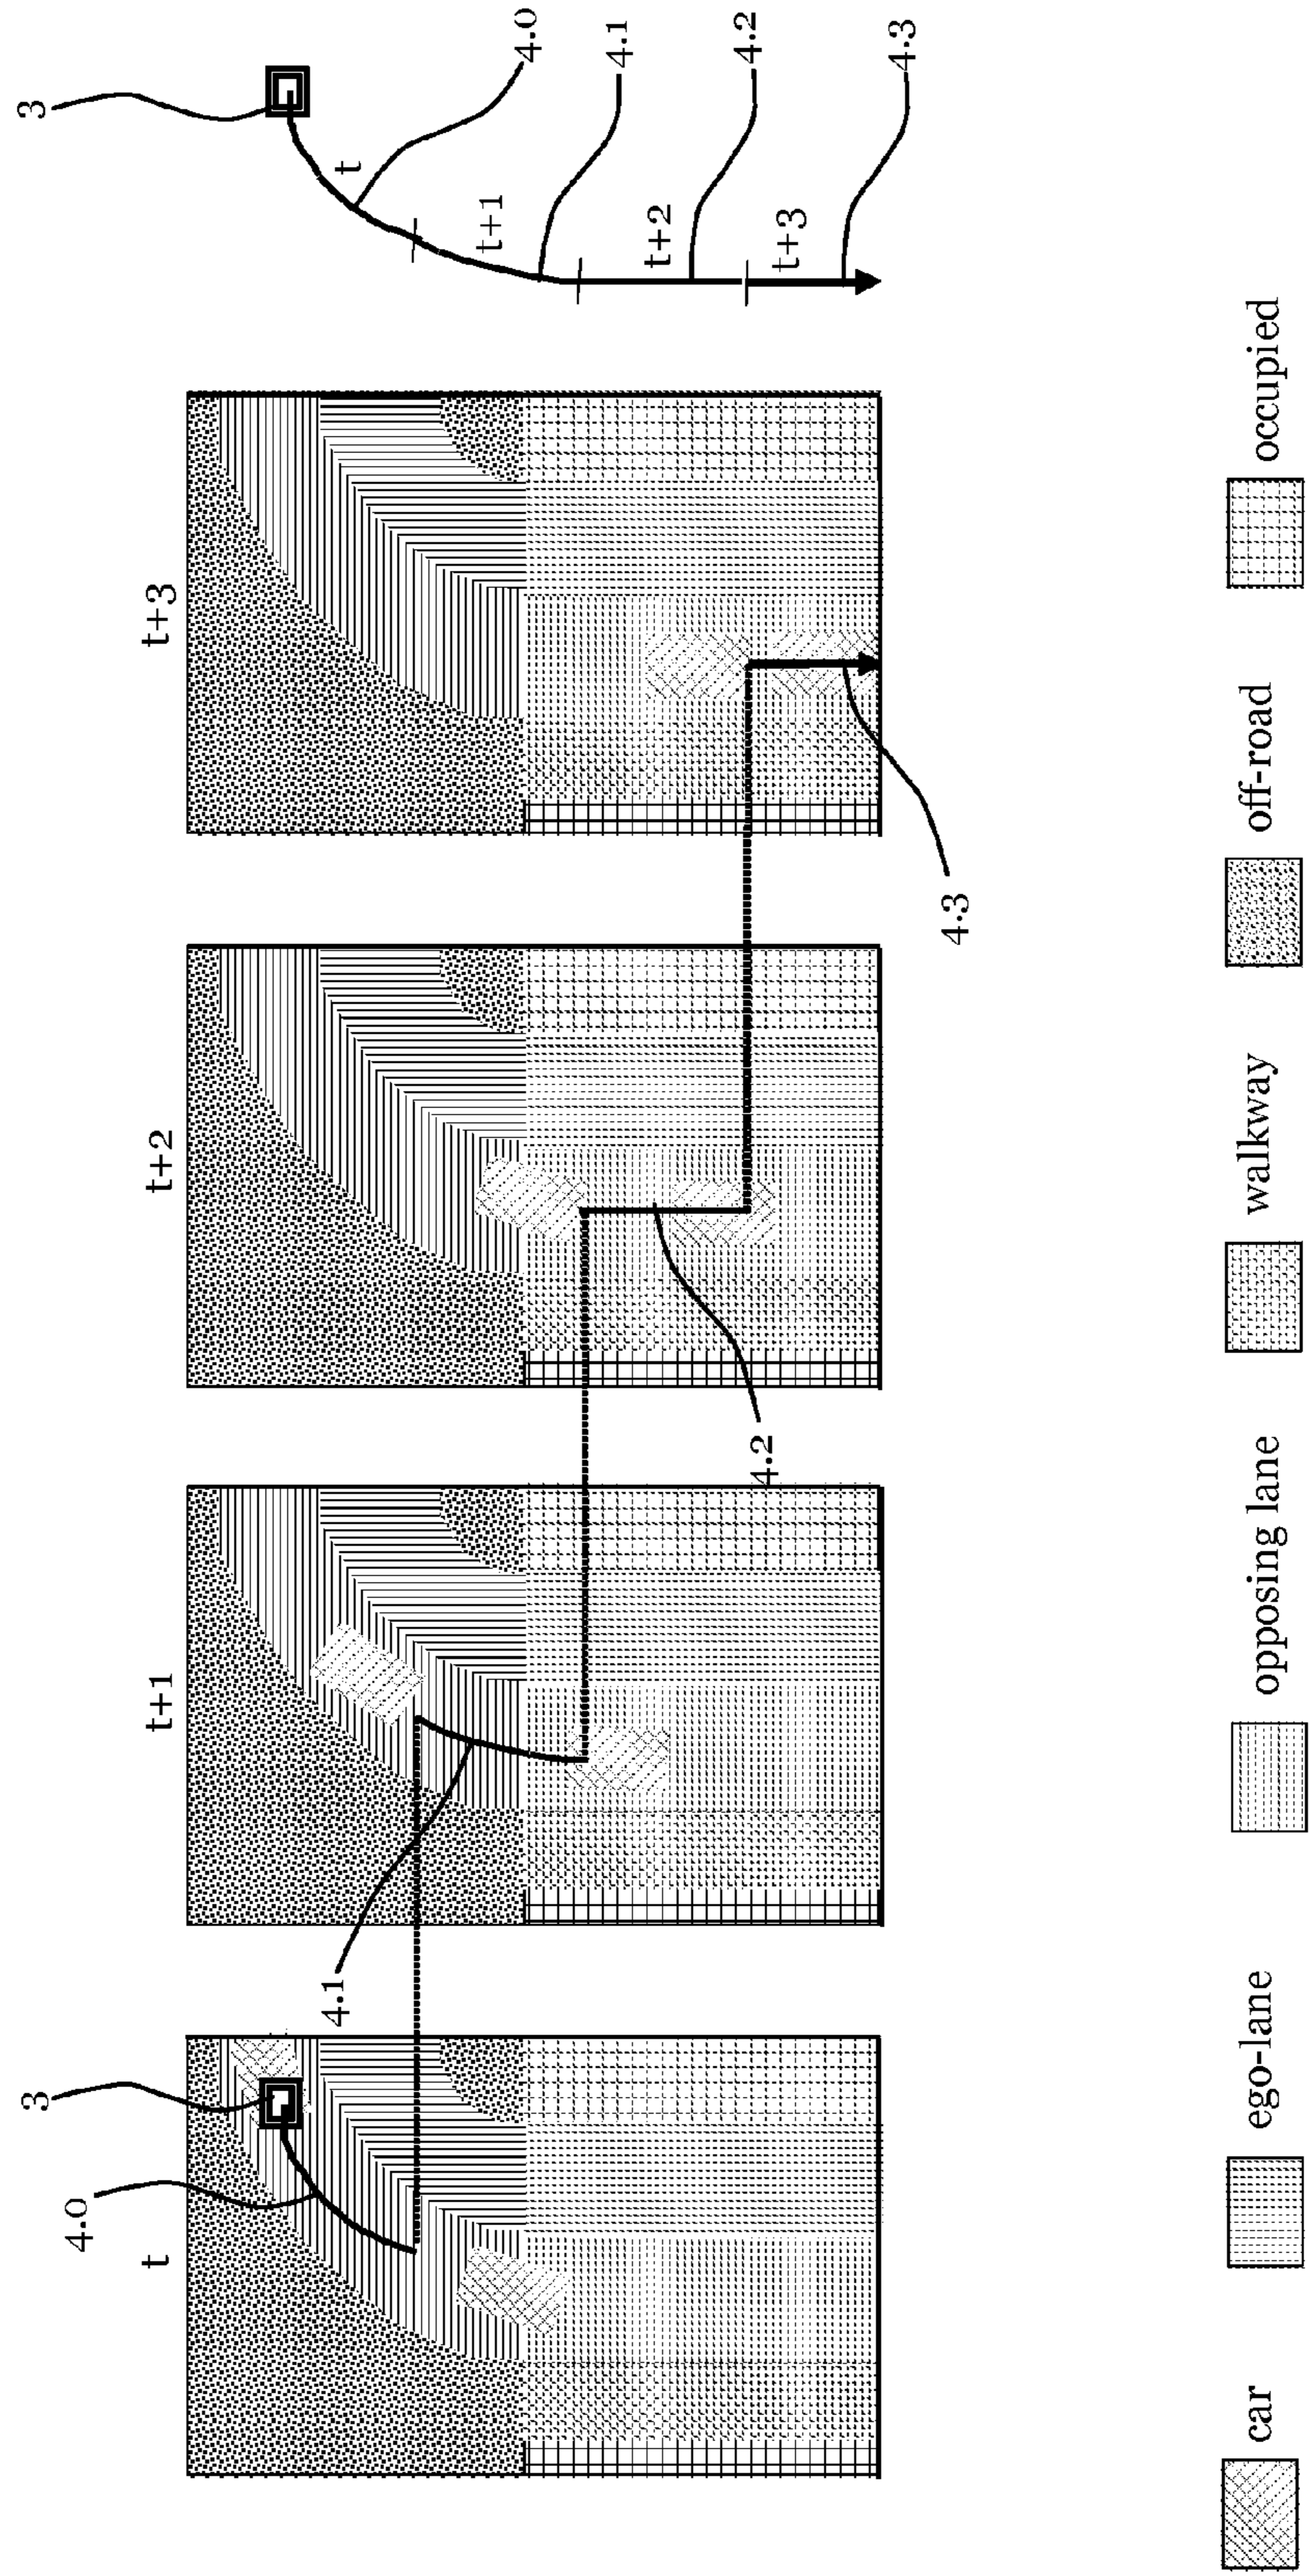 3
4.0
t
4.1
t+1
4.2
t+2
4.3
t+3
t+3
4.3
t+2
4.2
t+1
4.1
3
4.0
t
car
ego-lane
opposing lane
walkway
off-road
occupied